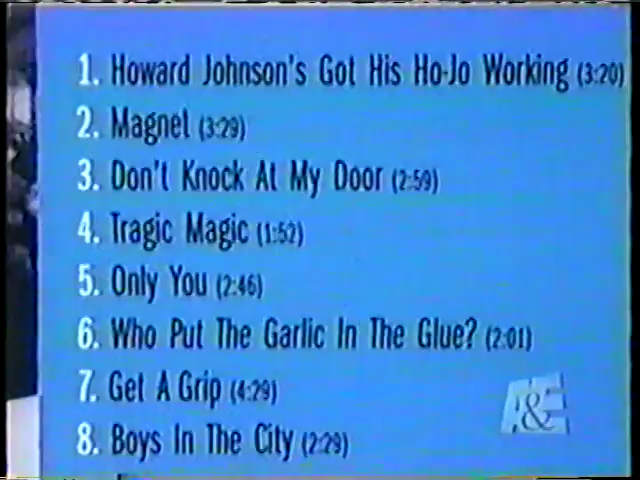 1. Howard Johnson's Got His Ho-Jo Working (3:20)
2. Magnet (3:29)
3. Don't Knock At My Door (2:59)
4. Tragic Magic (1:52)
5. Only You (2:46)
6. Who Put The Garlic In The Glue? (2:01)
7. Get A Grip (4:29)
8. Boys In The City (2:29)
A&E